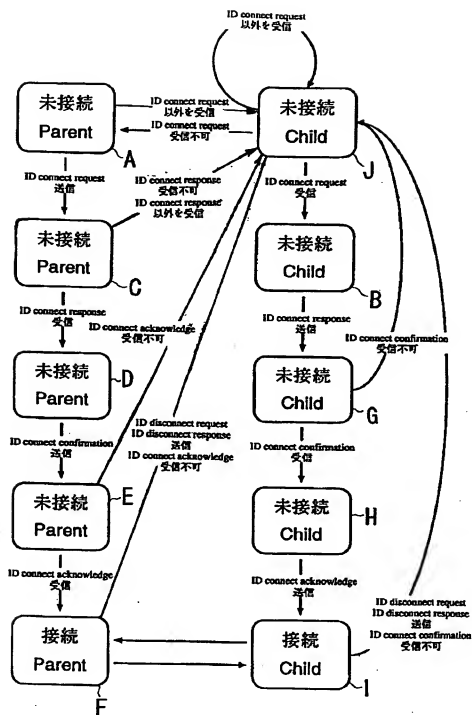 ID connect request
以外を受信
未接続
Parent
A
ID connect request
以外を受信
ID connect request
受信不可
未接続
Child
J
ID connect request
送信
ID connect response
受信不可
ID connect response
以外を受信
ID connect request
受信
未接続
Parent
C
未接続
Child
B
ID connect response
受信
ID connect acknowledge
受信不可
ID connect response
送信
ID connect confirmation
受信不可
未接続
Parent
D
未接続
Child
G
ID connect confirmation
送信
ID disconnect request
ID disconnect response
送信
ID connect acknowledge
受信不可
ID connect confirmation
受信
未接続
Parent
E
未接続
Child
H
ID connect acknowledge
受信
ID connect acknowledge
送信
ID disconnect request
ID disconnect response
送信
ID connect confirmation
受信不可
接続
Parent
F
接続
Child
I